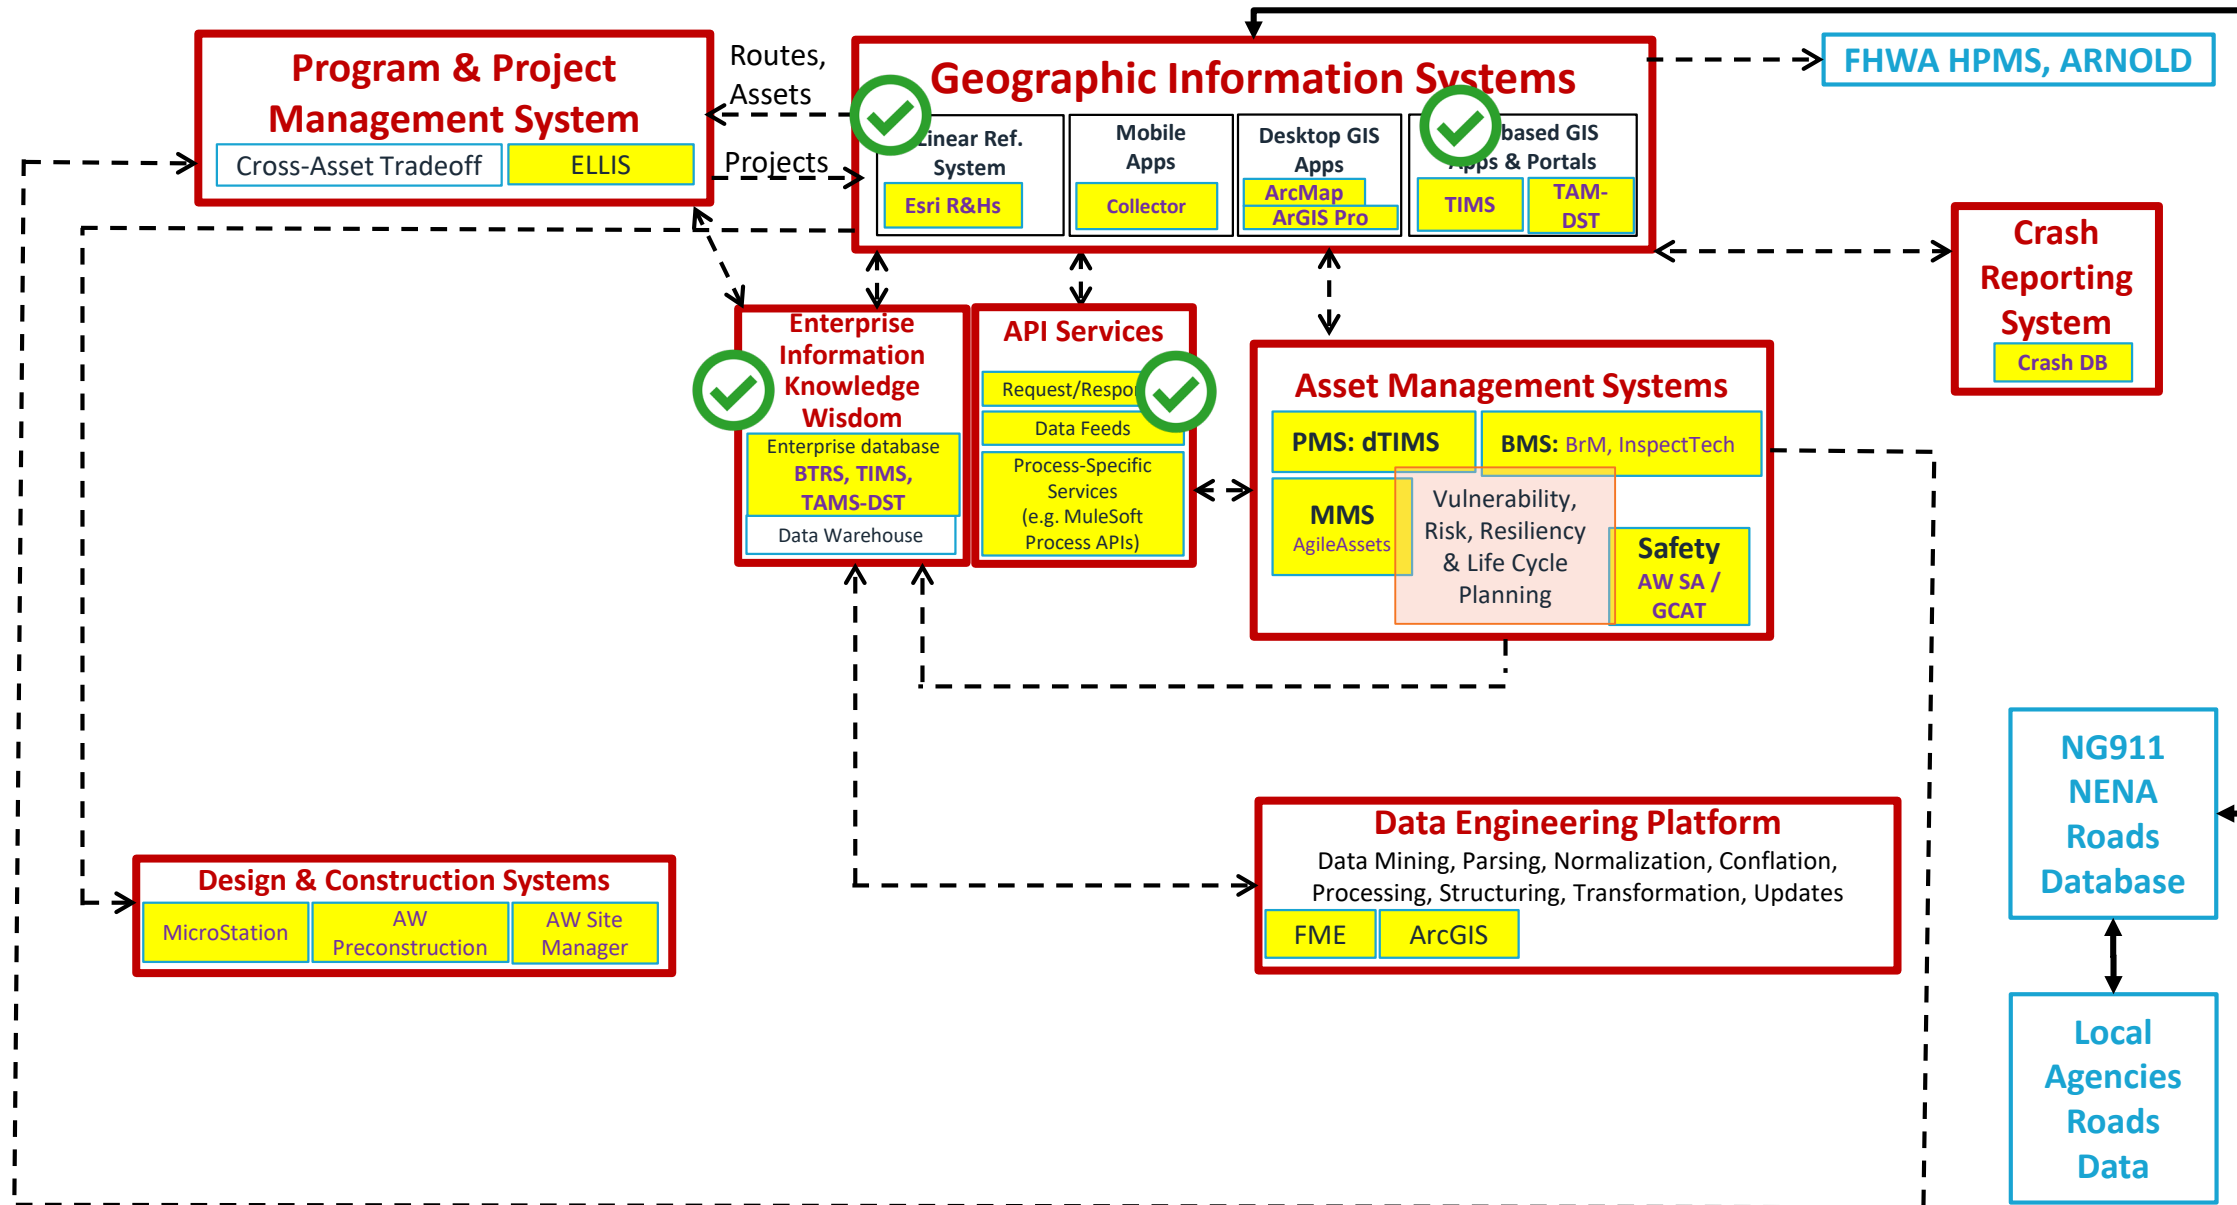 Program & Project
Management System
Cross-Asset Tradeoff
ELLIS
Routes,
Assets
Projects
Geographic Information Systems
Linear Ref.
System
Esri R&Hs
Mobile
Apps
Collector
Desktop GIS
Apps
ArcMap
ArGIS Pro
based GIS
Apps & Portals
TIMS
TAM-
DST
FHWA HPMS, ARNOLD
Crash
Reporting
System
Crash DB
Enterprise
Information
Knowledge
Wisdom
Enterprise database
BTRS, TIMS,
TAMS-DST
Data Warehouse
API Services
Request/Respon
Data Feeds
Process-Specific
Services
(e.g. MuleSoft
Process APIs)
Asset Management Systems
PMS: dTIMS
BMS: BrM, InspectTech
MMS
AgileAssets
Vulnerability,
Risk, Resiliency
& Life Cycle
Planning
Safety
AW SA /
GCAT
Design & Construction Systems
MicroStation
AW
Preconstruction
AW Site
Manager
Data Engineering Platform
Data Mining, Parsing, Normalization, Conflation,
Processing, Structuring, Transformation, Updates
FME
ArcGIS
NG911
NENA
Roads
Database
Local
Agencies
Roads
Data